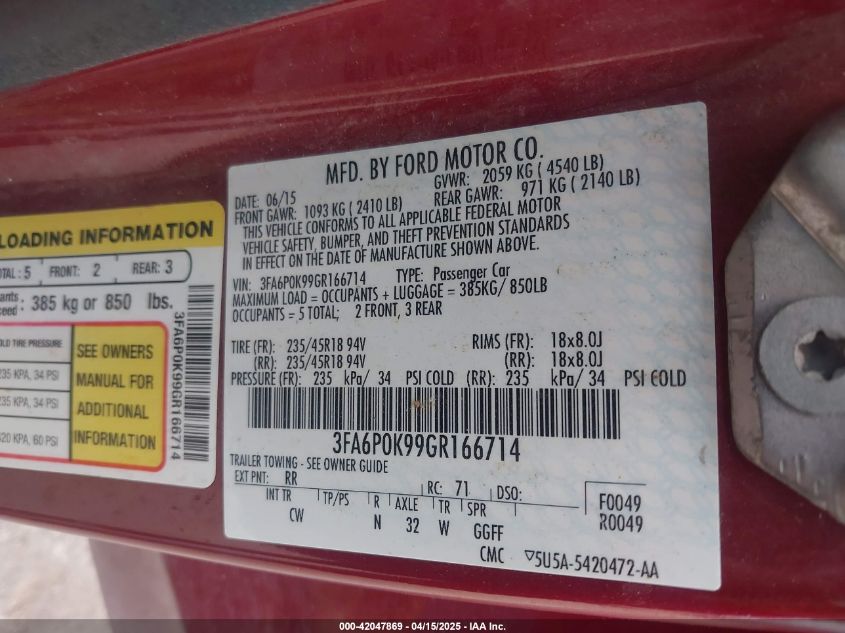 MFD. BY FORD MOTOR CO.
DATE: 06/15 GVWR: 2059 KG ( 4540 LB)
FRONT GAWR: 1093 KG ( 2410 LB) REAR GAWR: 971 KG ( 2140 LB)
THIS VEHICLE CONFORMS TO ALL APPLICABLE FEDERAL MOTOR
VEHICLE SAFETY, BUMPER, AND THEFT PREVENTION STANDARDS
IN EFFECT ON THE DATE OF MANUFACTURE SHOWN ABOVE.
VIN: 3FA6P0K99GR166714 TYPE: Passenger Car
MAXIMUM LOAD = OCCUPANTS + LUGGAGE = 385KG/ 850LB
OCCUPANTS = 5 TOTAL; 2 FRONT, 3 REAR
TIRE (FR): 235/45R18 94V RIMS (FR): 18x8.0J
(RR): 235/45R18 94V (RR): 18x8.0J
PRESSURE (FR): 235 kPa/ 34 PSI COLD (RR): 235 kPa/ 34 PSI COLD
3FA6P0K99GR166714
TRAILER TOWING - SEE OWNER GUIDE
EXT PNT: RR RC: 71 DSO:
INT TR TP/PS R AXLE TR SPR F0049
CW N 32 W GGFF R0049
CMC ▽5U5A-5420472-AA
LOADING INFORMATION
TOTAL : 5 FRONT: 2 REAR: 3
385 kg or 850 lbs.
TIRE PRESSURE
235 KPA, 34 PSI
235 KPA, 34 PSI
420 KPA, 60 PSI
SEE OWNERS
MANUAL FOR
ADDITIONAL
INFORMATION
3FA6P0K99GR166714
000-42047869 - 04/15/2025 - IAA Inc.